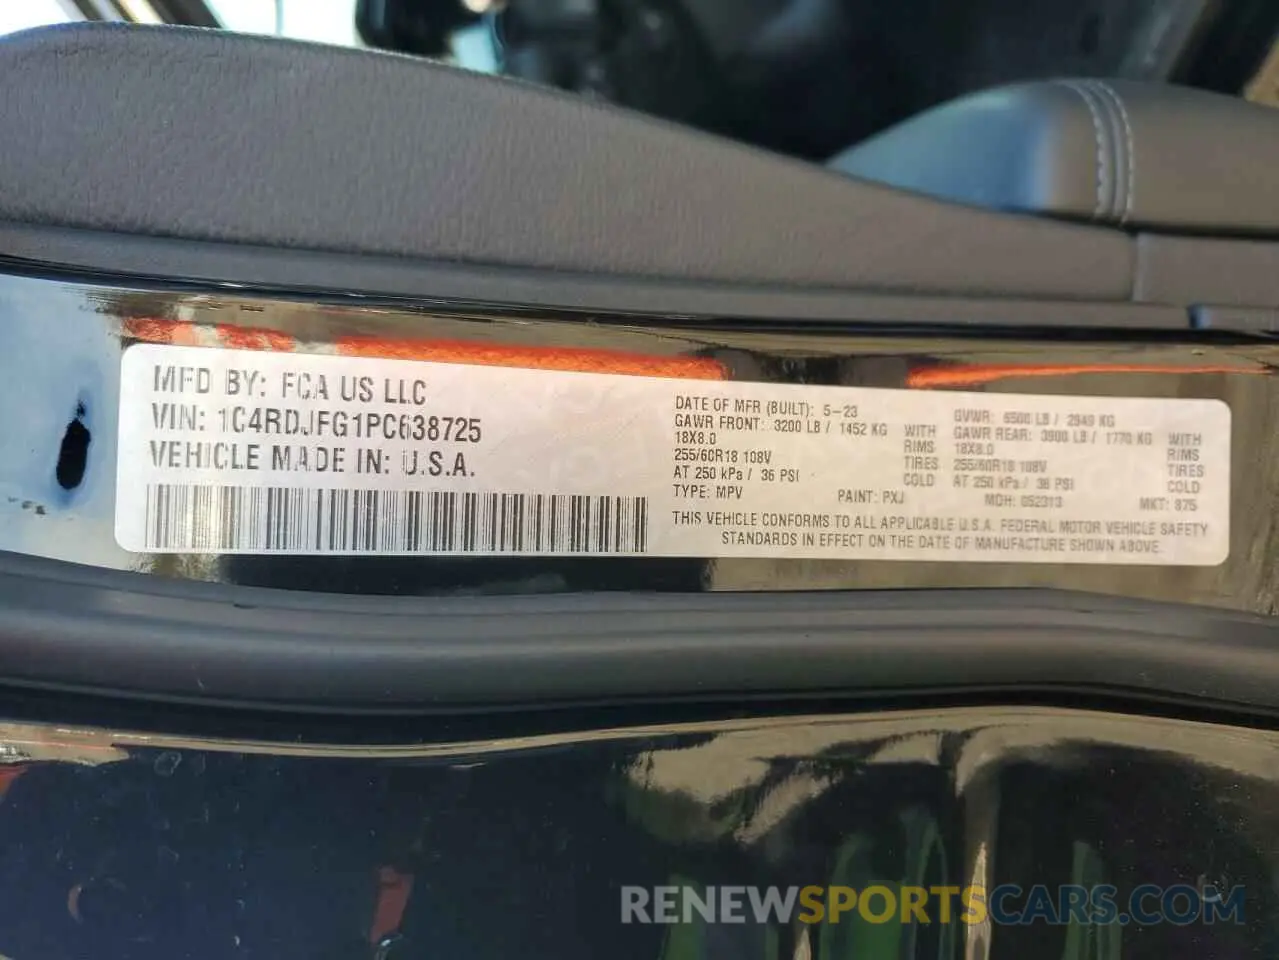 MFD BY: FCA US LLC
VIN: 1C4RDJFG1PC638725
VEHICLE MADE IN: U.S.A.
DATE OF MFR (BUILT): 5-23
GAWR FRONT: 3200 LB / 1452 KG WITH
18X8.0 RIMS
255/60R18 108V TIRES
AT 250 kPa / 36 PSI COLD
TYPE: MPV PAINT: PXJ
GVWR: 6500 LB / 2949 KG
GAWR REAR: 3900 LB / 1770 KG WITH
18X8.0 RIMS
255/60R18 108V TIRES
AT 250 kPa / 36 PSI COLD
MDH: 052313 MKT: 875
THIS VEHICLE CONFORMS TO ALL APPLICABLE U.S.A. FEDERAL MOTOR VEHICLE SAFETY
STANDARDS IN EFFECT ON THE DATE OF MANUFACTURE SHOWN ABOVE.
RENEWSPORTSCARS.COM